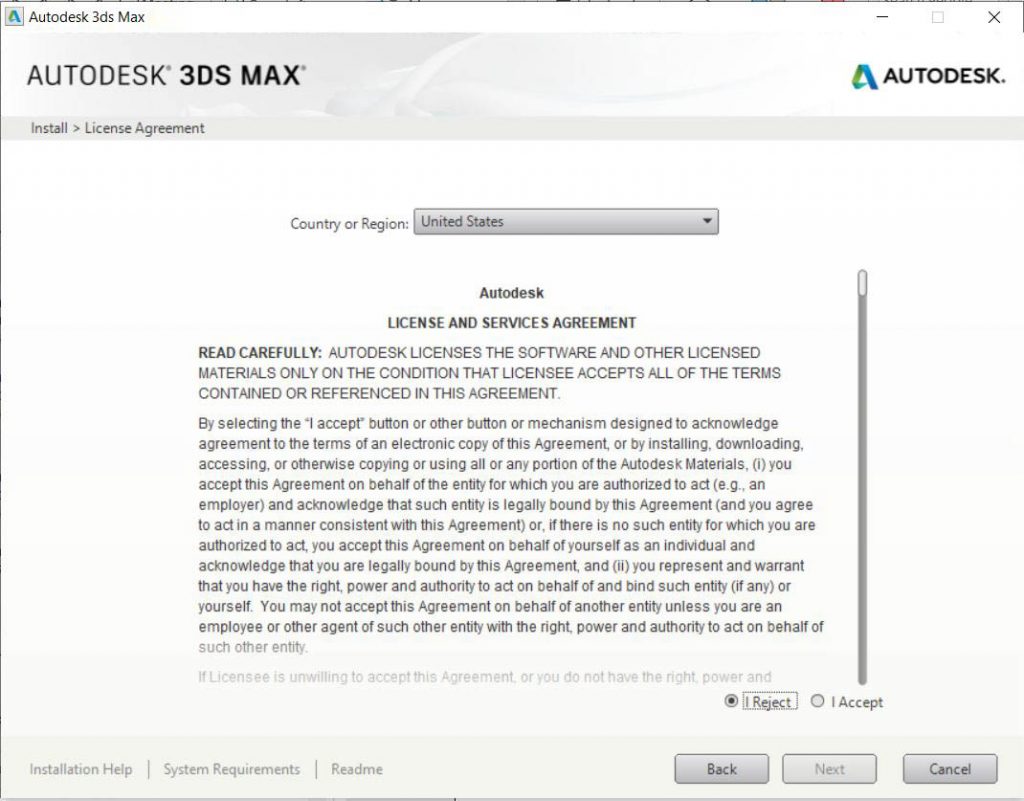 Autodesk 3ds Max
AUTODESK® 3DS MAX®
AUTODESK.
Install > License Agreement
Country or Region: United States
Autodesk
LICENSE AND SERVICES AGREEMENT
READ CAREFULLY: AUTODESK LICENSES THE SOFTWARE AND OTHER LICENSED
MATERIALS ONLY ON THE CONDITION THAT LICENSEE ACCEPTS ALL OF THE TERMS
CONTAINED OR REFERENCED IN THIS AGREEMENT.
By selecting the “I accept” button or other button or mechanism designed to acknowledge
agreement to the terms of an electronic copy of this Agreement, or by installing, downloading,
accessing, or otherwise copying or using all or any portion of the Autodesk Materials, (i) you
accept this Agreement on behalf of the entity for which you are authorized to act (e.g., an
employer) and acknowledge that such entity is legally bound by this Agreement (and you agree
to act in a manner consistent with this Agreement) or, if there is no such entity for which you are
authorized to act, you accept this Agreement on behalf of yourself as an individual and
acknowledge that you are legally bound by this Agreement, and (ii) you represent and warrant
that you have the right, power and authority to act on behalf of and bind such entity (if any) or
yourself. You may not accept this Agreement on behalf of another entity unless you are an
employee or other agent of such other entity with the right, power and authority to act on behalf of
such other entity.
If Licensee is unwilling to accept this Agreement, or you do not have the right, power and
I Reject I Accept
Installation Help | System Requirements | Readme
Back Next Cancel